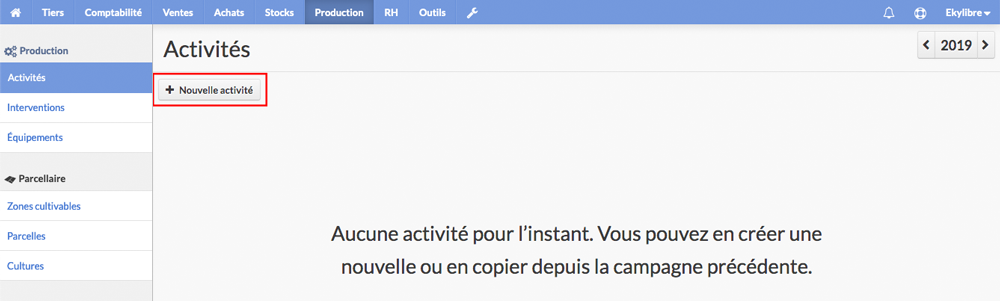 Tiers Comptabilité Ventes Achats Stocks Production RH Outils Ekylibre
Production
Activités
Interventions
Équipements
Parcellaire
Zones cultivables
Parcelles
Cultures
Activités
2019
Nouvelle activité
Aucune activité pour l'instant. Vous pouvez en créer une
nouvelle ou en copier depuis la campagne précédente.